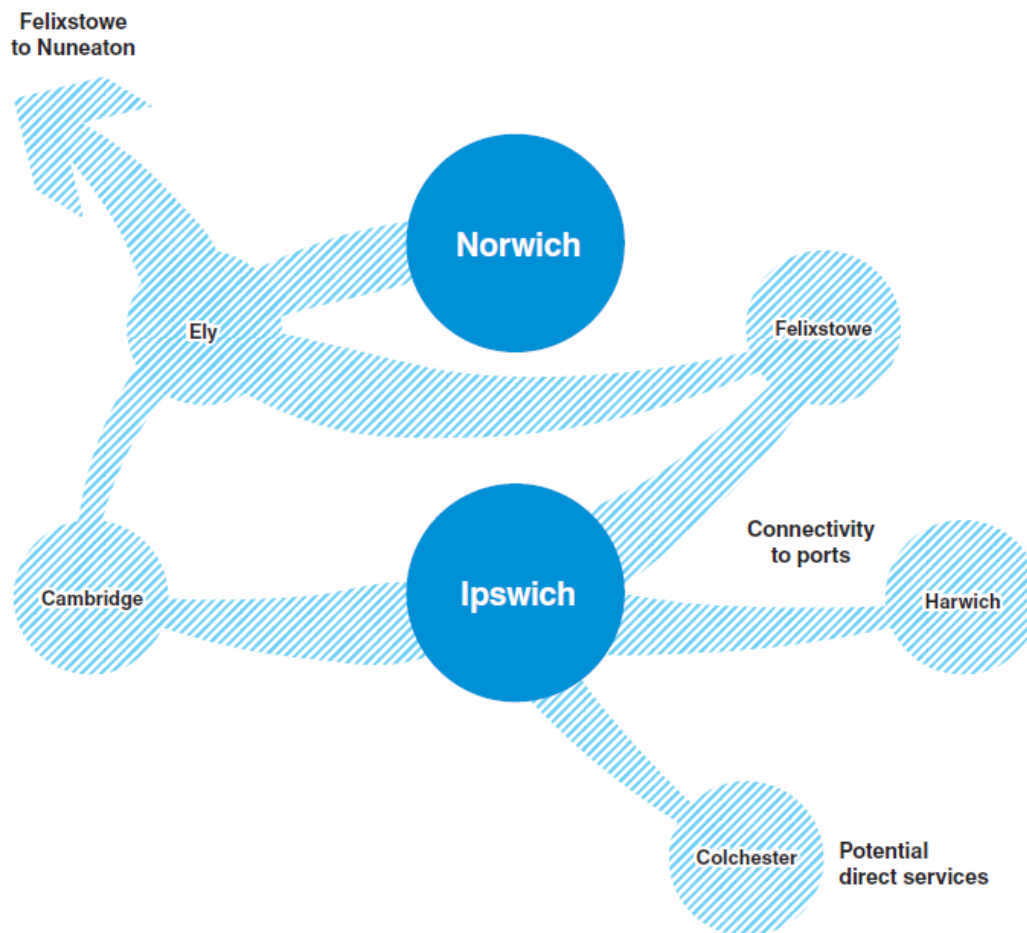 Felixstowe
to Nuneaton
Norwich
Ely
Felixstowe
Connectivity
to ports
Cambridge
Ipswich
Harwich
Colchester
Potential
direct services